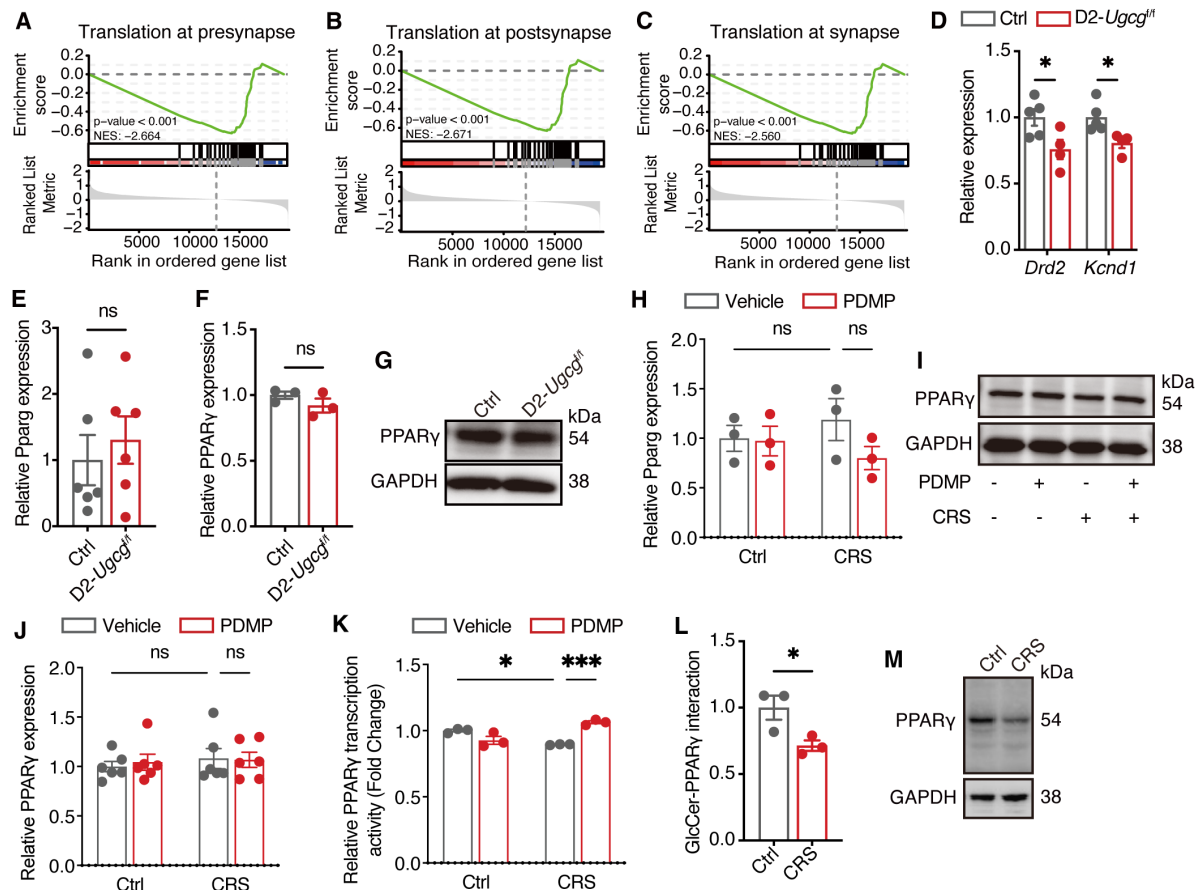 A
Translation at presynapse
Enrichment
score
0.2
0.0
−0.2
−0.4
−0.6
p-value < 0.001
NES: −2.664
Ranked List
Metric
2
1
0
−1
−2
5000
10000
15000
Rank in ordered gene list
B
Translation at postsynapse
Enrichment
score
0.2
0.0
−0.2
−0.4
−0.6
p-value < 0.001
NES: −2.671
Ranked List
Metric
2
1
0
−1
−2
5000
10000
15000
Rank in ordered gene list
C
Translation at synapse
Enrichment
score
0.2
0.0
−0.2
−0.4
−0.6
p-value < 0.001
NES: −2.560
Ranked List
Metric
2
1
0
−1
−2
5000
10000
15000
Rank in ordered gene list
D
Ctrl
D2-Ugcgf/f
Relative expression
1.5
1.0
0.5
0.0
*
*
Drd2
Kcnd1
E
Relative Pparg expression
3
2
1
0
ns
Ctrl
D2-Ugcgf/f
F
Relative PPARγ expression
1.5
1.0
0.5
0.0
ns
Ctrl
D2-Ugcgf/f
G
Ctrl
D2-Ugcgf/f
kDa
PPARγ
54
GAPDH
38
H
Vehicle
PDMP
Relative Pparg expression
2.0
1.5
1.0
0.5
0.0
ns
ns
Ctrl
CRS
I
kDa
PPARγ
54
GAPDH
38
PDMP - + - +
CRS - - + +
J
Vehicle
PDMP
Relative PPARγ expression
2.0
1.5
1.0
0.5
0.0
ns
ns
Ctrl
CRS
K
Vehicle
PDMP
Relative PPARγ transcription
activity (Fold Change)
1.5
1.0
0.5
0.0
*
***
Ctrl
CRS
L
GlcCer-PPARγ interaction
1.5
1.0
0.5
0.0
*
Ctrl
CRS
M
Ctrl
CRS
kDa
PPARγ
54
GAPDH
38